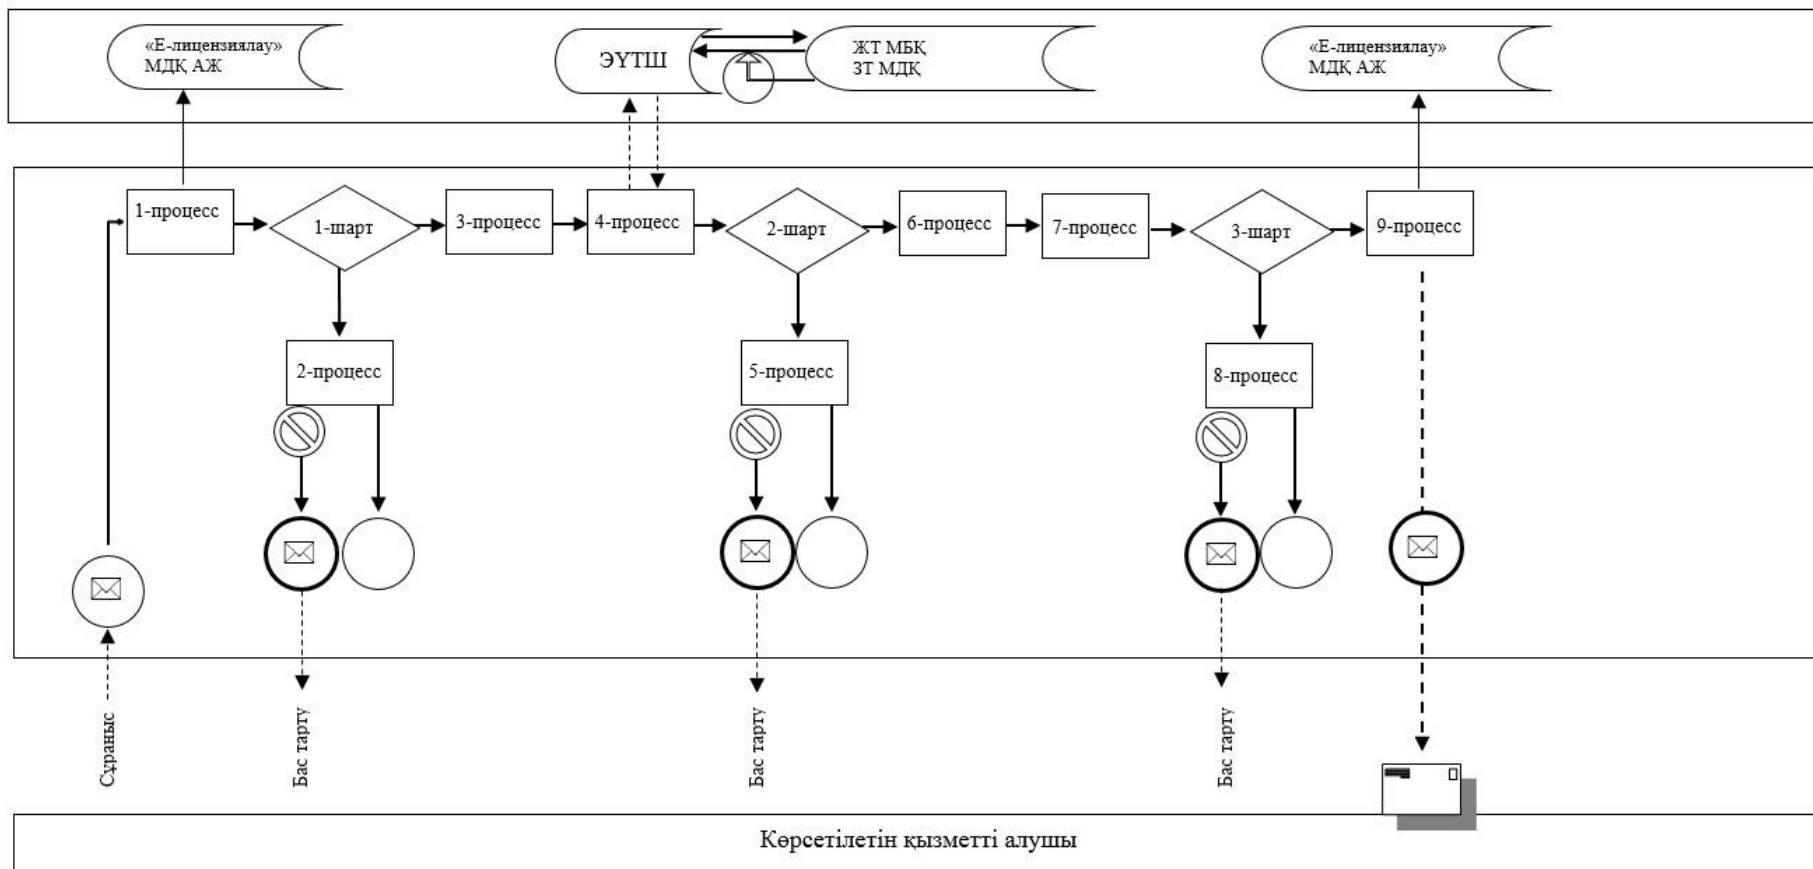 «Е-лицензиялау»
МДҚ АЖ
ЭҮТШ
ЖТ МБҚ
ЗТ МДҚ
«Е-лицензиялау»
МДҚ АЖ
1-процесс
1-шарт
3-процесс
4-процесс
2-шарт
6-процесс
7-процесс
3-шарт
9-процесс
2-процесс
5-процесс
8-процесс
Сұраныс
Бас тарту
Бас тарту
Бас тарту
Көрсетілетін қызметті алушы